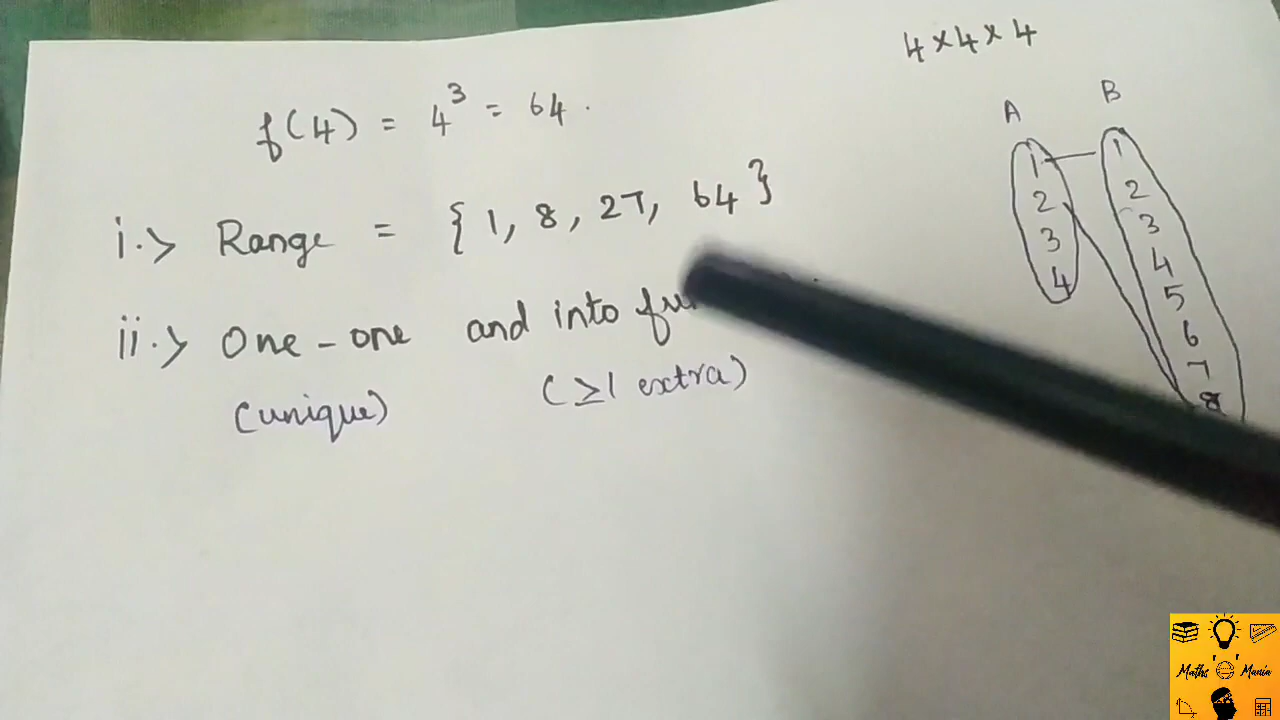 4×4×4
f(4) = 4³ = 64.
A B
i.> Range = {1, 8, 27, 64}
ii.> One-one and into
(unique) (≥1 extra)
1 1
2 2
3 3
4 4
5
6
7
8
Maths Mania